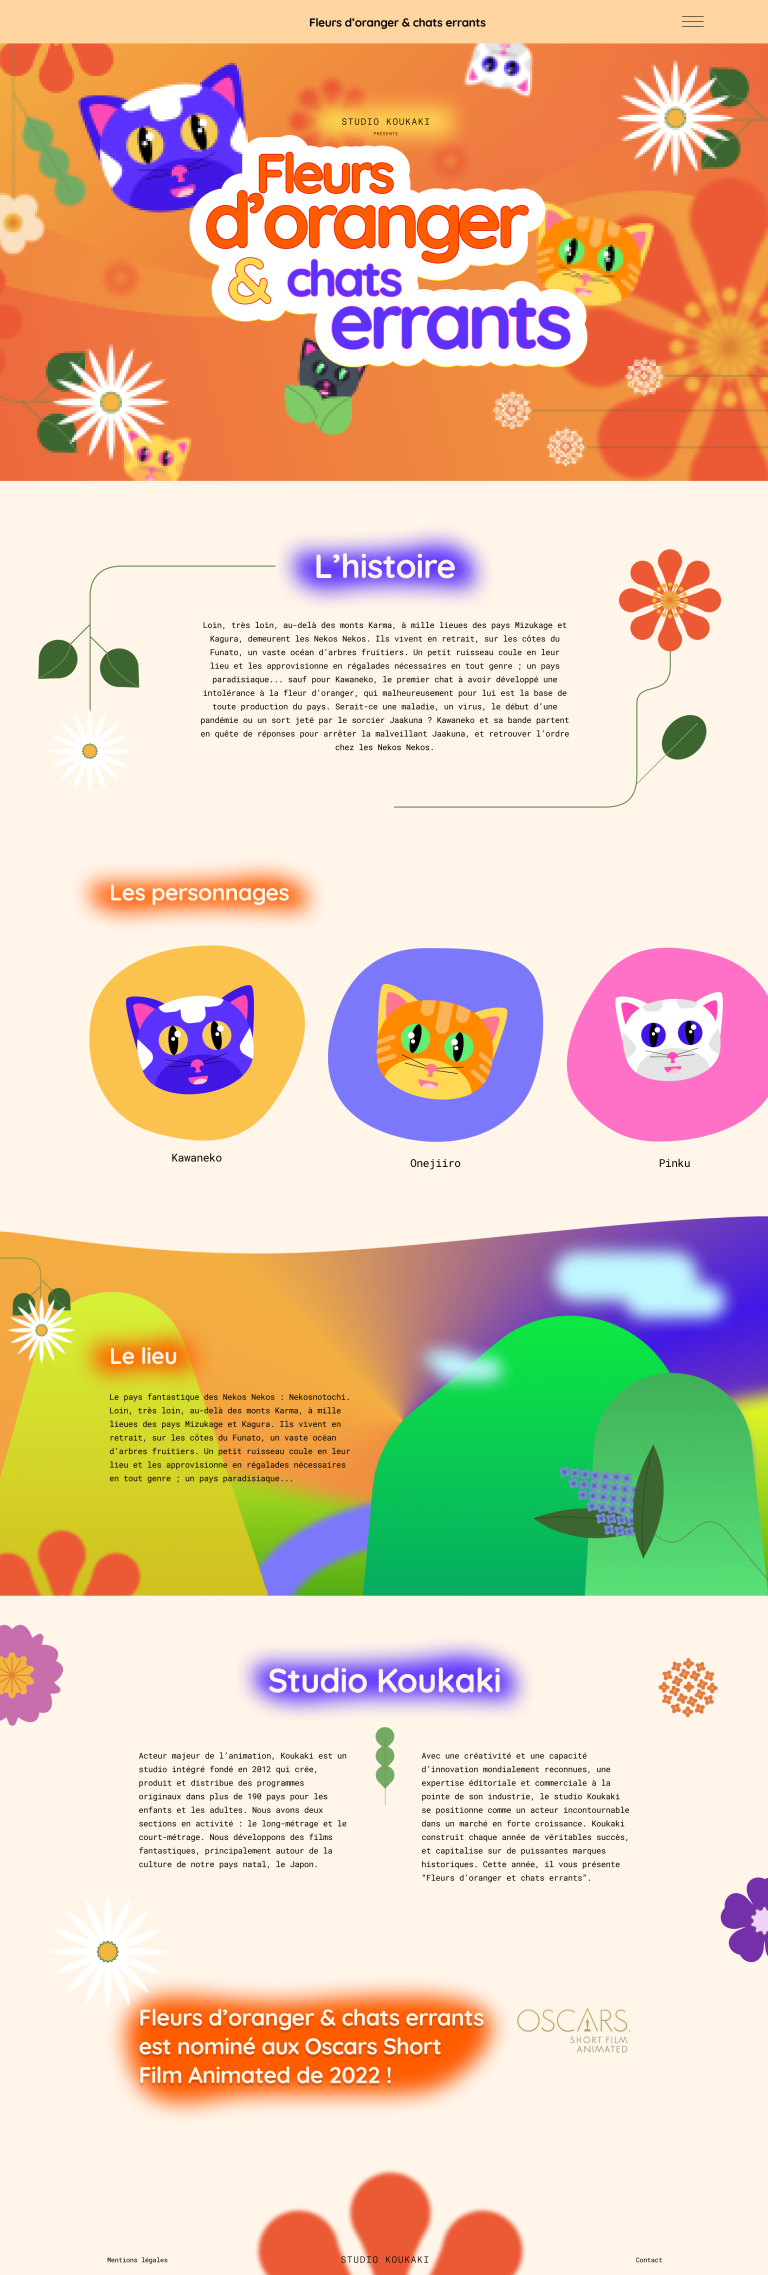 Fleurs d’oranger & chats errants
STUDIO KOUKAKI
PRÉSENTE
Fleurs
d’oranger
& chats
errants
L’histoire
Loin, très loin, au-delà des monts Karma, à mille lieues des pays Mizukage et
Kagura, demeurent les Nekos Nekos. Ils vivent en retrait, sur les côtes du
Funato, un vaste océan d’arbres fruitiers. Un petit ruisseau coule en leur
lieu et les approvisionne en régalades nécessaires en tout genre ; un pays
paradisiaque... sauf pour Kawaneko, le premier chat à avoir développé une
intolérance à la fleur d’oranger, qui malheureusement pour lui est la base de
toute production du pays. Serait-ce une maladie, un virus, le début d’une
pandémie ou un sort jeté par le sorcier Jaakuna ? Kawaneko et sa bande partent
en quête de réponses pour arrêter la malveillant Jaakuna, et retrouver l’ordre
chez les Nekos Nekos.
Les personnages
Kawaneko
Onejiiro
Pinku
Le lieu
Le pays fantastique des Nekos Nekos : Nekosnotochi.
Loin, très loin, au-delà des monts Karma, à mille
lieues des pays Mizukage et Kagura. Ils vivent en
retrait, sur les côtes du Funato, un vaste océan
d’arbres fruitiers. Un petit ruisseau coule en leur
lieu et les approvisionne en régalades nécessaires
en tout genre ; un pays paradisiaque...
Studio Koukaki
Acteur majeur de l’animation, Koukaki est un
studio intégré fondé en 2012 qui crée,
produit et distribue des programmes
originaux dans plus de 190 pays pour les
enfants et les adultes. Nous avons deux
sections en activité : le long-métrage et le
court-métrage. Nous développons des films
fantastiques, principalement autour de la
culture de notre pays natal, le Japon.
Avec une créativité et une capacité
d’innovation mondialement reconnues, une
expertise éditoriale et commerciale à la
pointe de son industrie, le studio Koukaki
se positionne comme un acteur incontournable
dans un marché en forte croissance. Koukaki
construit chaque année de véritables succès,
et capitalise sur de puissantes marques
historiques. Cette année, il vous présente
“Fleurs d’oranger et chats errants”.
Fleurs d’oranger & chats errants
est nominé aux Oscars Short
Film Animated de 2022 !
OSCARS
SHORT FILM
ANIMATED
Mentions légales
STUDIO KOUKAKI
Contact